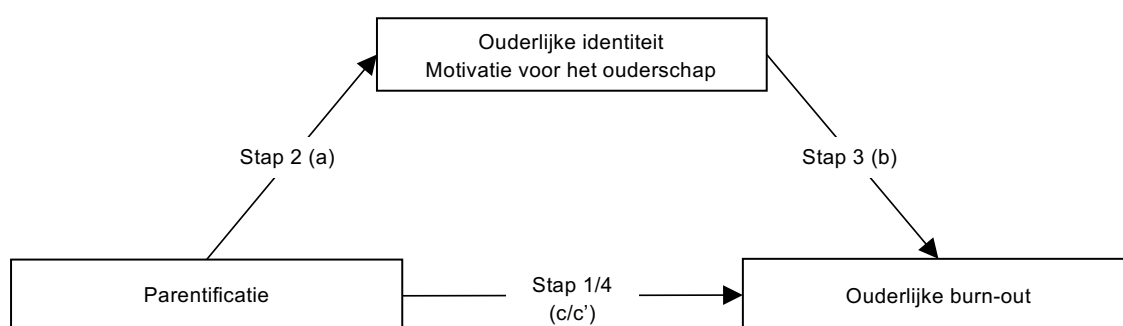 Ouderlijke identiteit
Motivatie voor het ouderschap
Stap 2 (a)
Stap 3 (b)
Parentificatie
Stap 1/4
(c/c’)
Ouderlijke burn-out